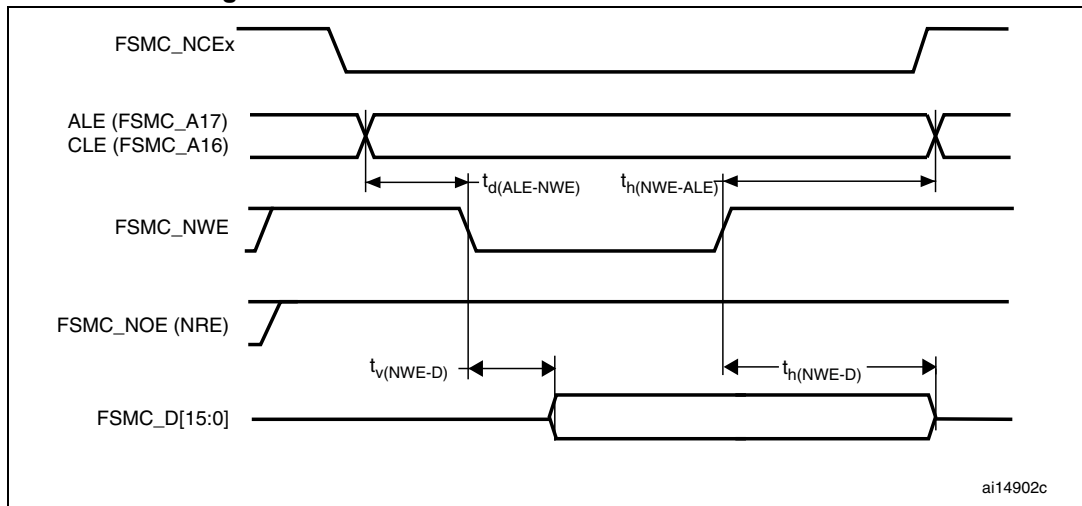 FSMC_NCEx
ALE (FSMC_A17)
CLE (FSMC_A16)
td(ALE-NWE)
th(NWE-ALE)
FSMC_NWE
FSMC_NOE (NRE)
tv(NWE-D)
th(NWE-D)
FSMC_D[15:0]
ai14902c